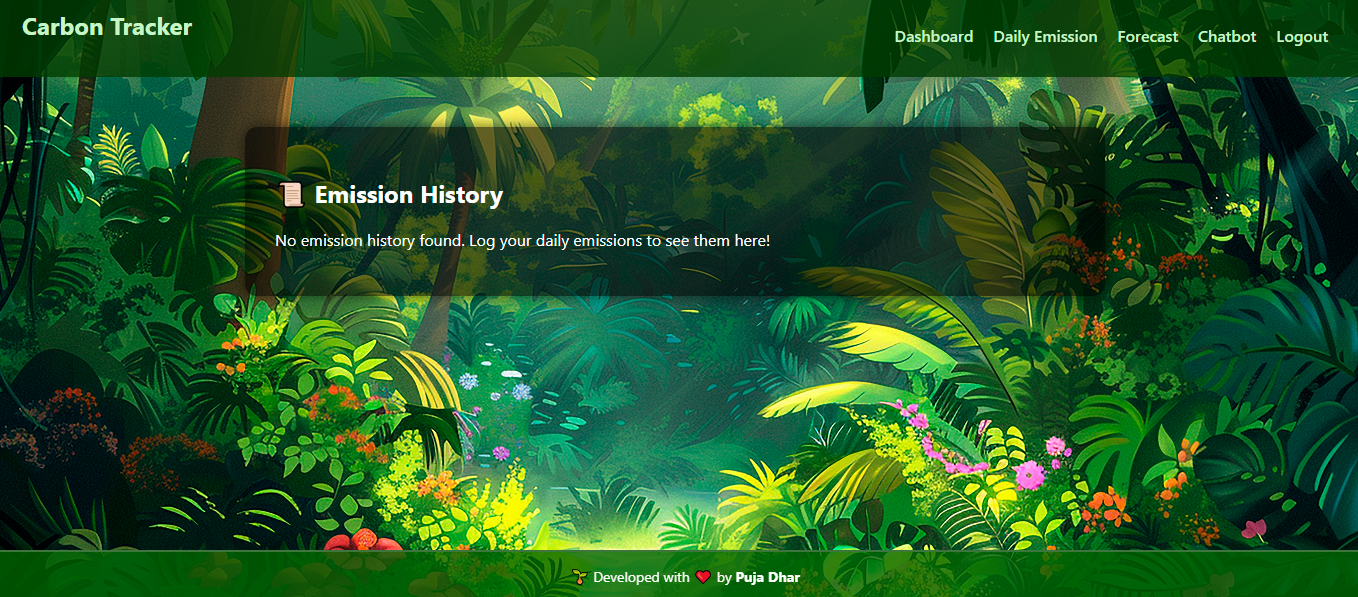 Carbon Tracker
Dashboard Daily Emission Forecast Chatbot Logout
📜 Emission History
No emission history found. Log your daily emissions to see them here!
🌱 Developed with ❤️ by Puja Dhar